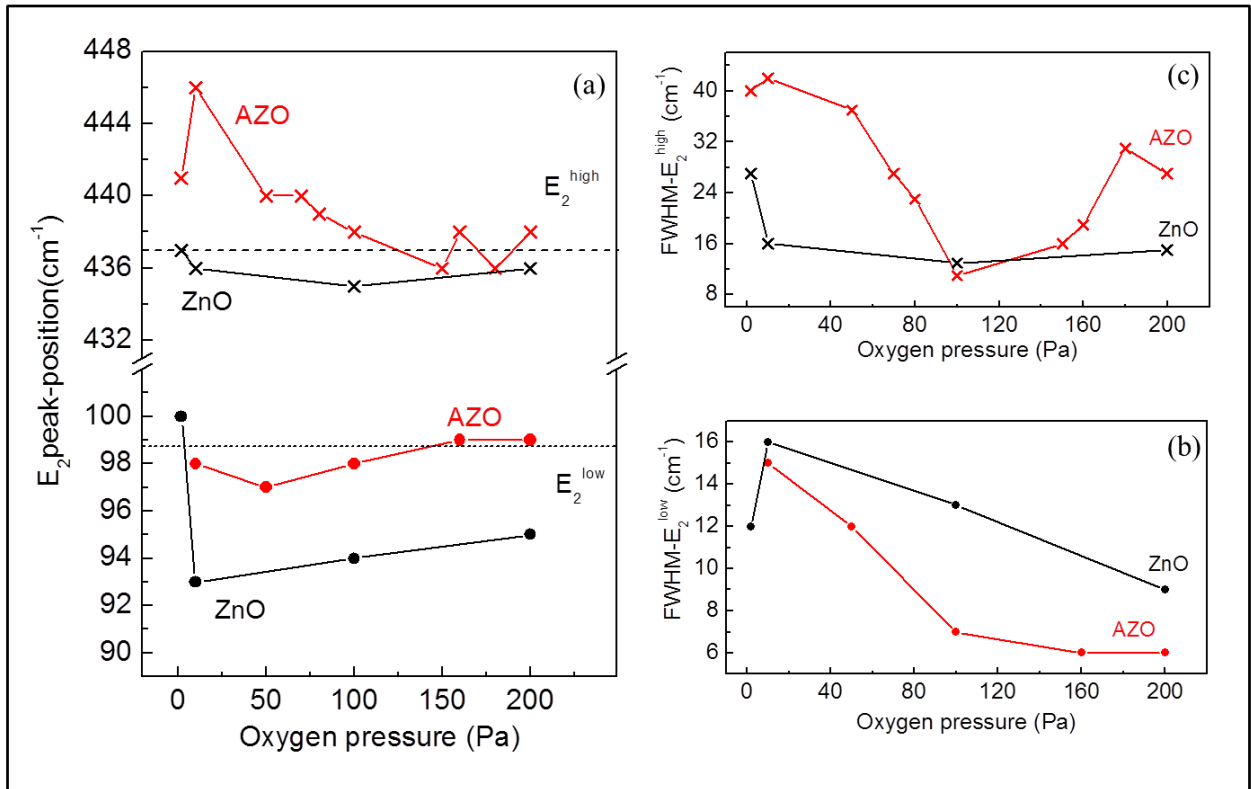 (a)
448
444
440
436
432
100
98
96
94
92
90
E₂peak-position(cm⁻¹)
AZO
E₂ʰⁱᵍʰ
ZnO
AZO
E₂ˡᵒʷ
ZnO
0 50 100 150 200
Oxygen pressure (Pa)
(c)
40
32
24
16
8
FWHM-E₂ʰⁱᵍʰ (cm⁻¹)
AZO
ZnO
0 40 80 120 160 200
Oxygen pressure (Pa)
(b)
16
14
12
10
8
6
FWHM-E₂ˡᵒʷ (cm⁻¹)
ZnO
AZO
0 40 80 120 160 200
Oxygen pressure (Pa)